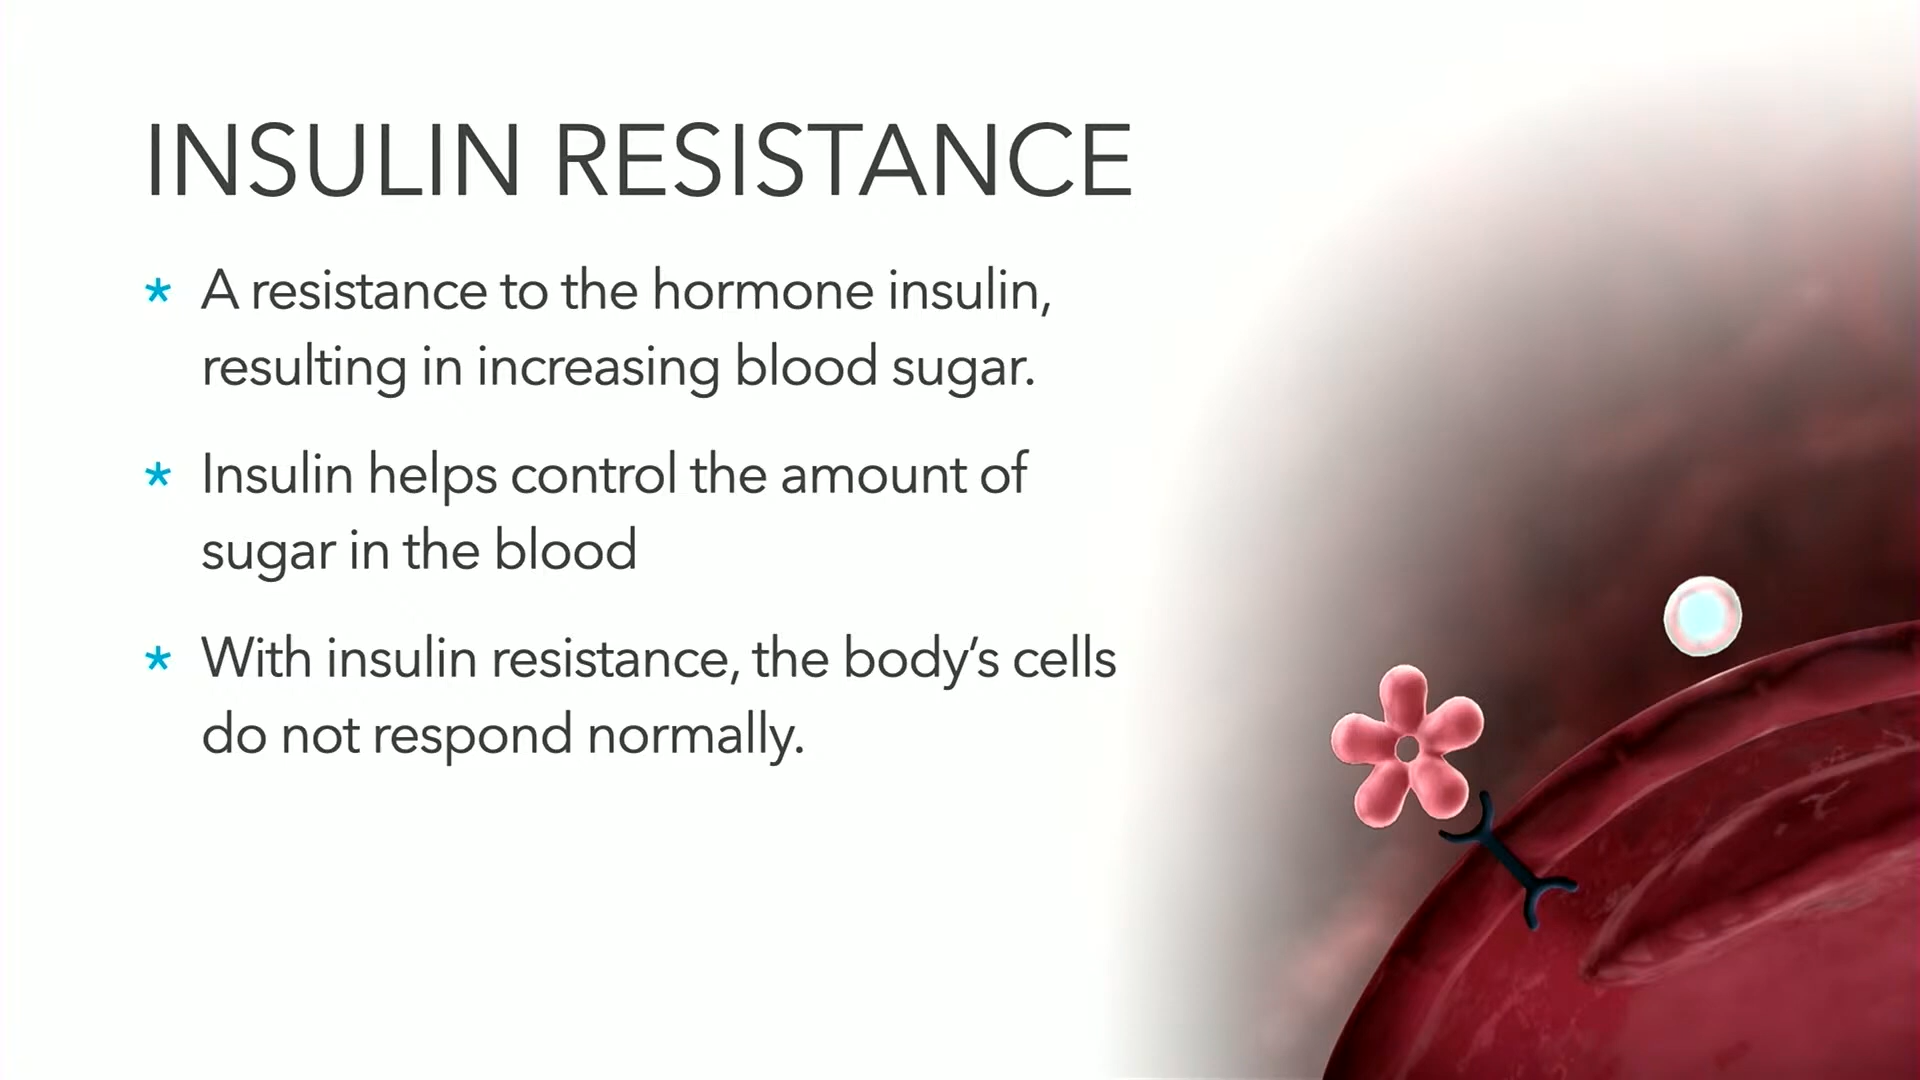 INSULIN RESISTANCE
* A resistance to the hormone insulin,
resulting in increasing blood sugar.
* Insulin helps control the amount of
sugar in the blood
* With insulin resistance, the body’s cells
do not respond normally.